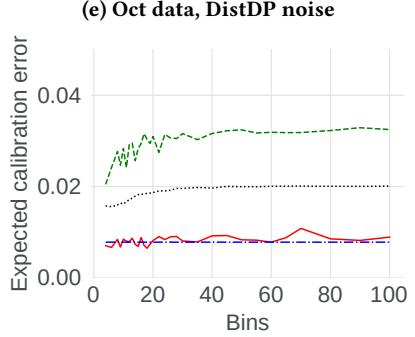 (e) Oct data, DistDP noise
Expected calibration error
0.04
0.02
0.00
0 20 40 60 80 100
Bins